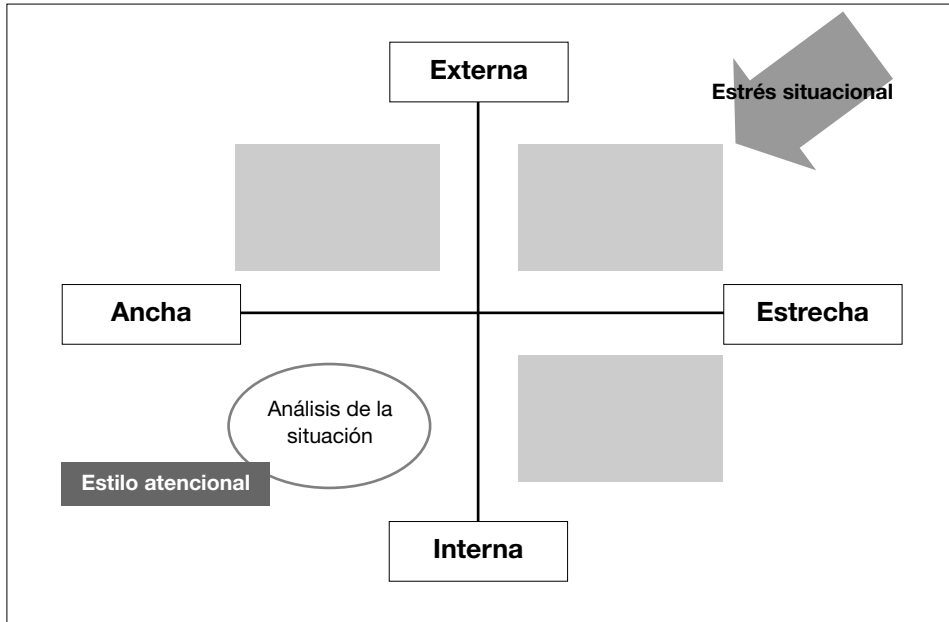 Externa
Estrés situacional
Ancha
Estrecha
Análisis de la
situación
Estilo atencional
Interna